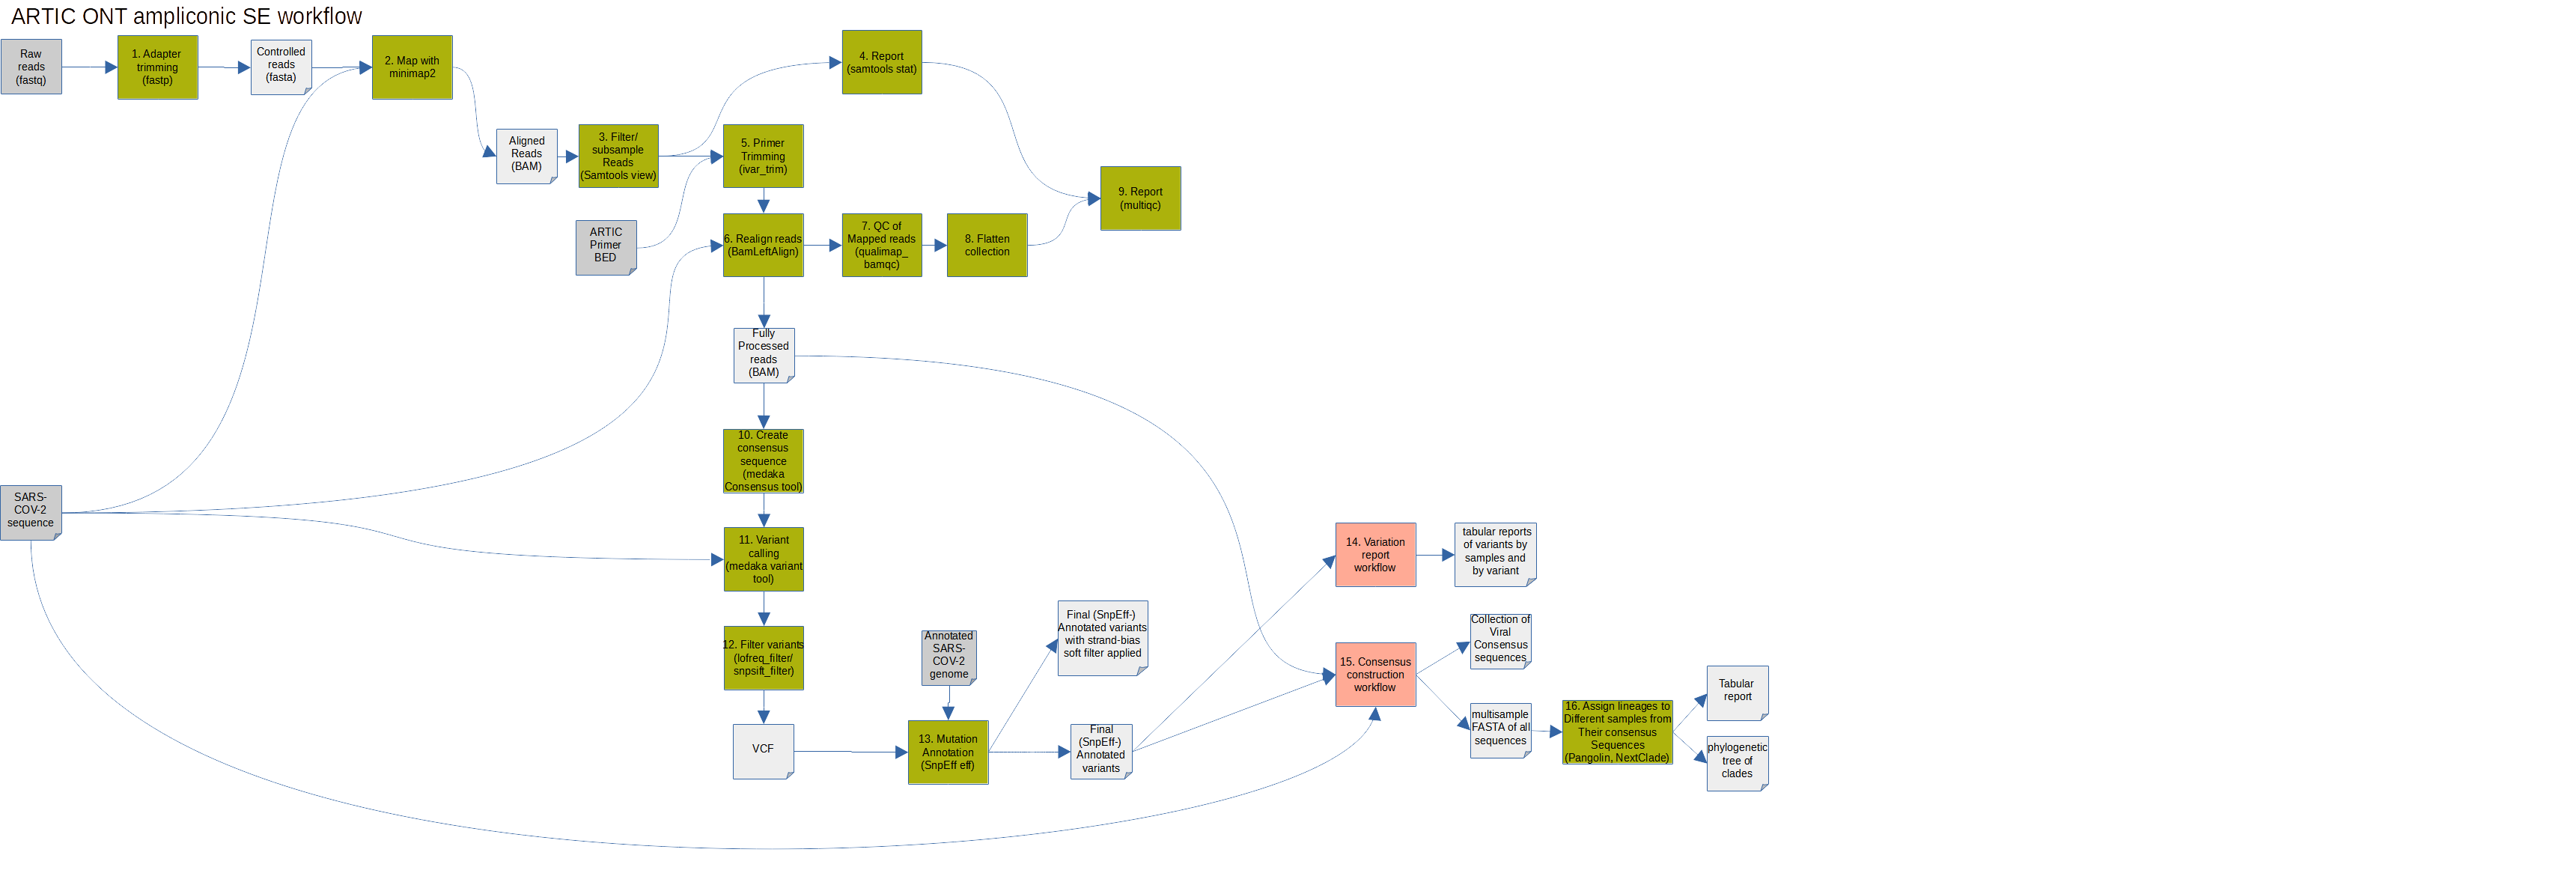 ARTIC ONT ampliconic SE workflow
Raw
reads
(fastq)
1. Adapter
trimming
(fastp)
Controlled
reads
(fasta)
2. Map with
minimap2
Aligned
Reads
(BAM)
3. Filter/
subsample
Reads
(Samtools view)
4. Report
(samtools stat)
5. Primer
Trimming
(ivar_trim)
ARTIC
Primer
BED
6. Realign reads
(BamLeftAlign)
7. QC of
Mapped reads
(qualimap_
bamqc)
8. Flatten
collection
9. Report
(multiqc)
Fully
Processed
reads
(BAM)
10. Create
consensus
sequence
(medaka
Consensus tool)
SARS-
COV-2
sequence
11. Variant
calling
(medaka variant
tool)
12. Filter variants
(lofreq_filter/
snpsift_filter)
VCF
Annotated
SARS-
COV-2
genome
13. Mutation
Annotation
(SnpEff eff)
Final (SnpEff-)
Annotated variants
with strand-bias
soft filter applied
Final
(SnpEff-)
Annotated
variants
14. Variation
report
workflow
tabular reports
of variants by
samples and
by variant
15. Consensus
construction
workflow
Collection of
Viral
Consensus
sequences
multisample
FASTA of all
sequences
16. Assign lineages to
Different samples from
Their consensus
Sequences
(Pangolin, NextClade)
Tabular
report
phylogenetic
tree of
clades